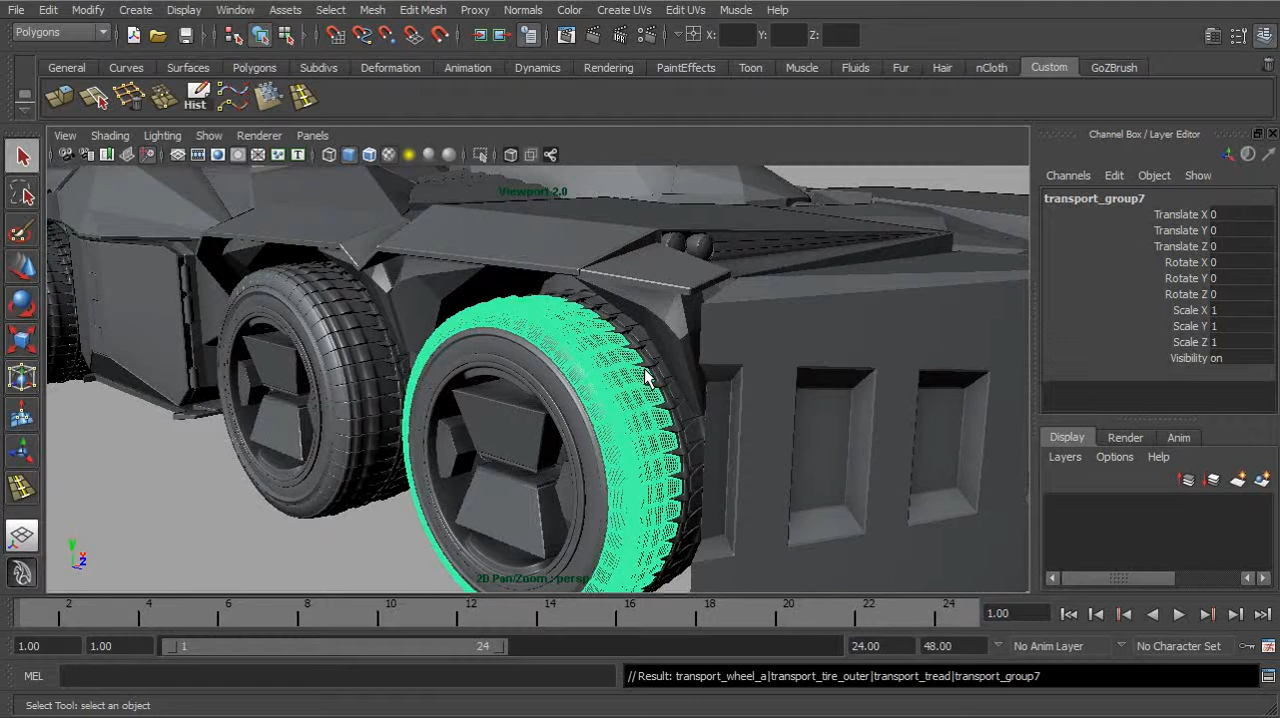 File Edit Modify Create Display Window Assets Select Mesh Edit Mesh Proxy Normals Color Create UVs Edit UVs Muscle Help
Polygons X: Y: Z:
General Curves Surfaces Polygons Subdivs Deformation Animation Dynamics Rendering PaintEffects Toon Muscle Fluids Fur Hair nCloth Custom GoZBrush
Hist
View Shading Lighting Show Renderer Panels
Channel Box / Layer Editor
Channels Edit Object Show
Viewport 2.0
transport_group7
Translate X 0
Translate Y 0
Translate Z 0
Rotate X 0
Rotate Y 0
Rotate Z 0
Scale X 1
Scale Y 1
Scale Z 1
Visibility on
Display Render Anim
Layers Options Help
y
x
z
2D Pan/Zoom : persp
2 4 6 8 10 12 14 16 18 20 22 24
1.00
1.00 1.00 1 24 24.00 48.00 No Anim Layer No Character Set
MEL // Result: transport_wheel_a|transport_tire_outer|transport_tread|transport_group7
Select Tool: select an object